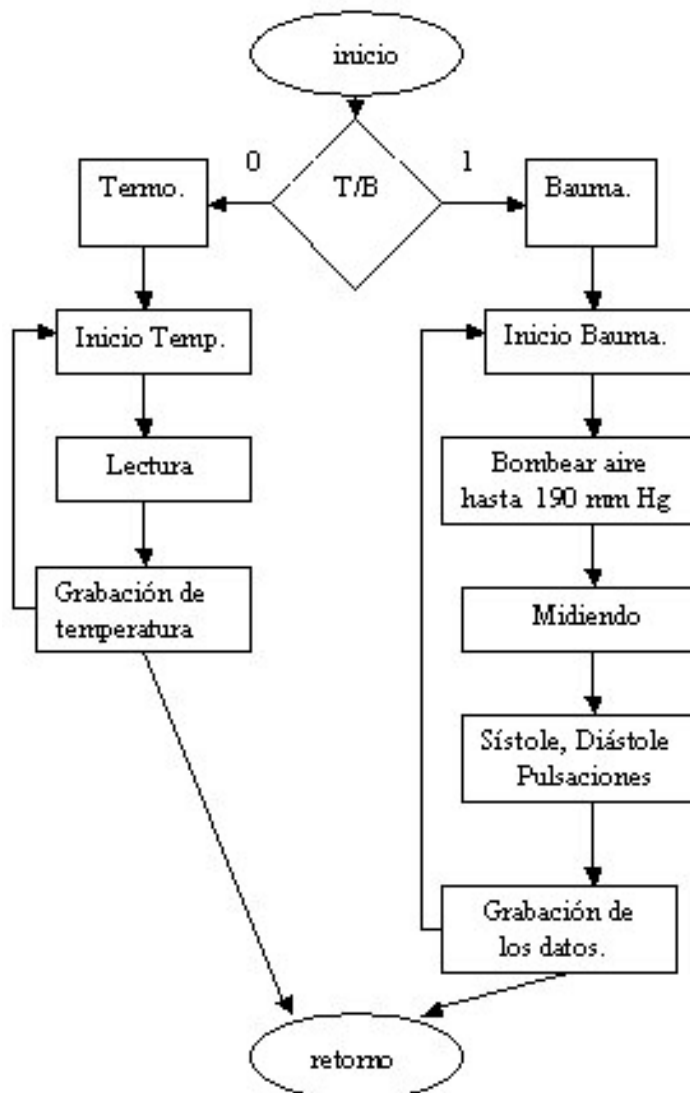 inicio
T/B
0
1
Termo.
Bauma.
Inicio Temp.
Inicio Bauma.
Lectura
Bombear aire
hasta 190 mm Hg
Grabación de
temperatura
Midiendo
Sístole, Diástole
Pulsaciones
Grabación de
los datos.
retorno